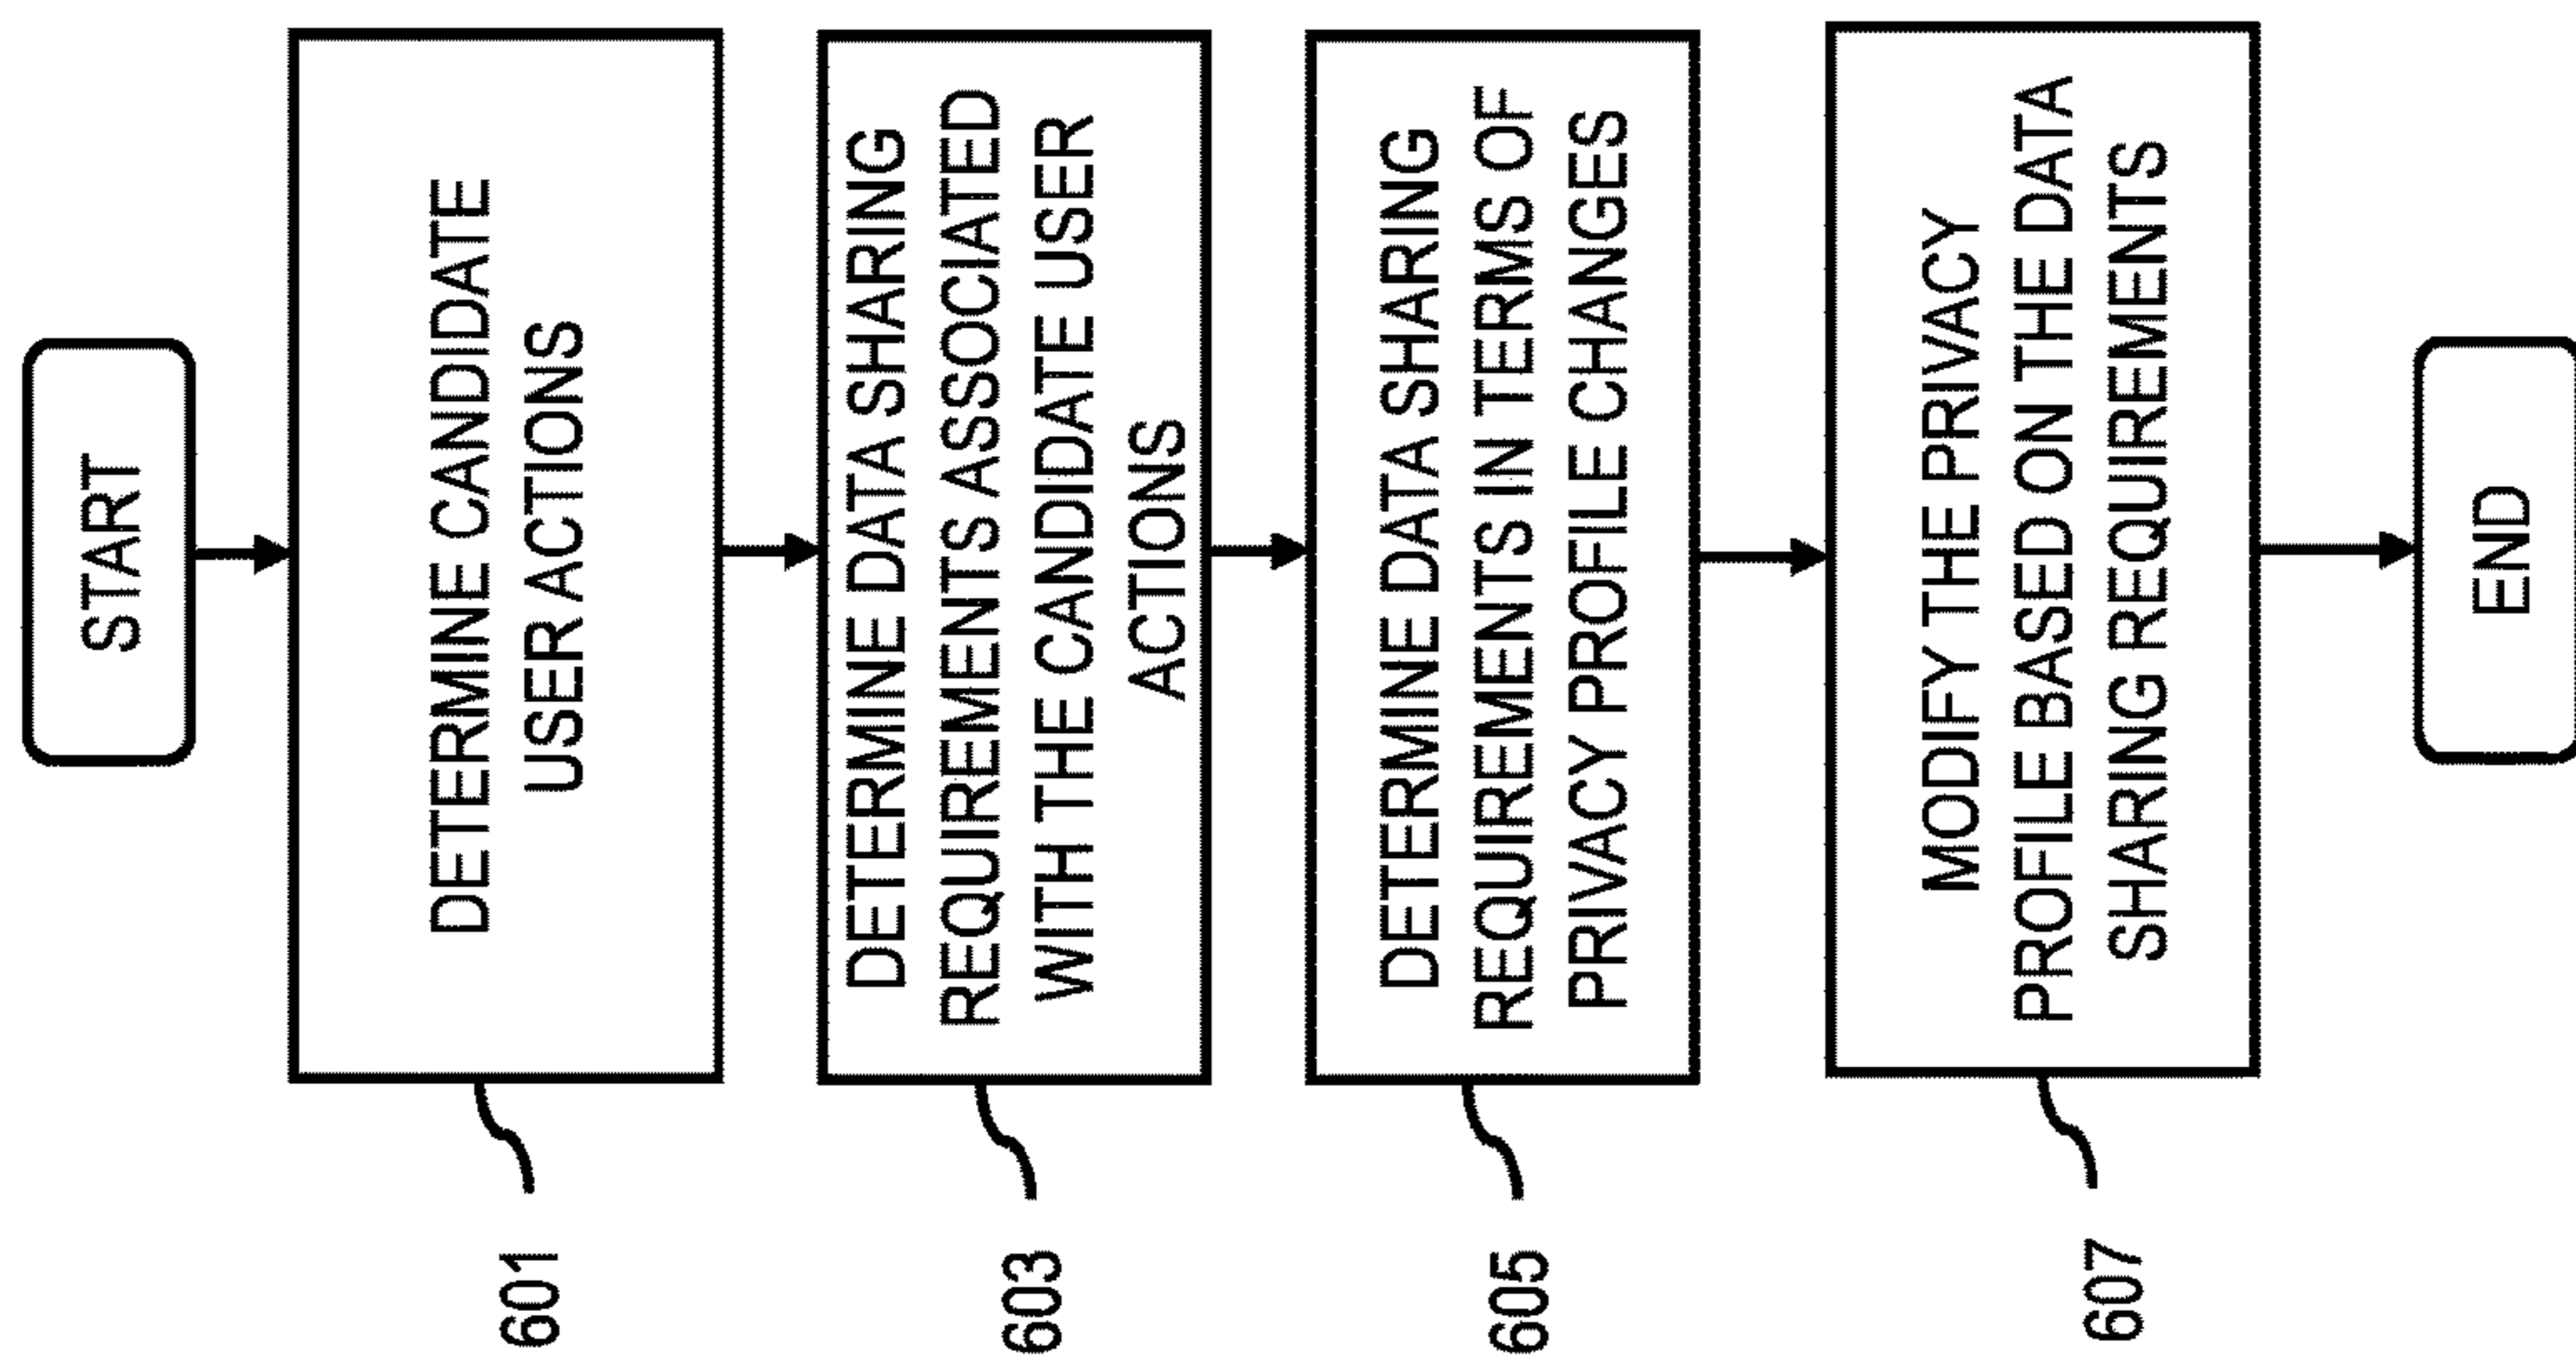 START
DETERMINE CANDIDATE
USER ACTIONS
601
DETERMINE DATA SHARING
REQUIREMENTS ASSOCIATED
WITH THE CANDIDATE USER
ACTIONS
603
DETERMINE DATA SHARING
REQUIREMENTS IN TERMS OF
PRIVACY PROFILE CHANGES
605
MODIFY THE PRIVACY
PROFILE BASED ON THE DATA
SHARING REQUIREMENTS
607
END